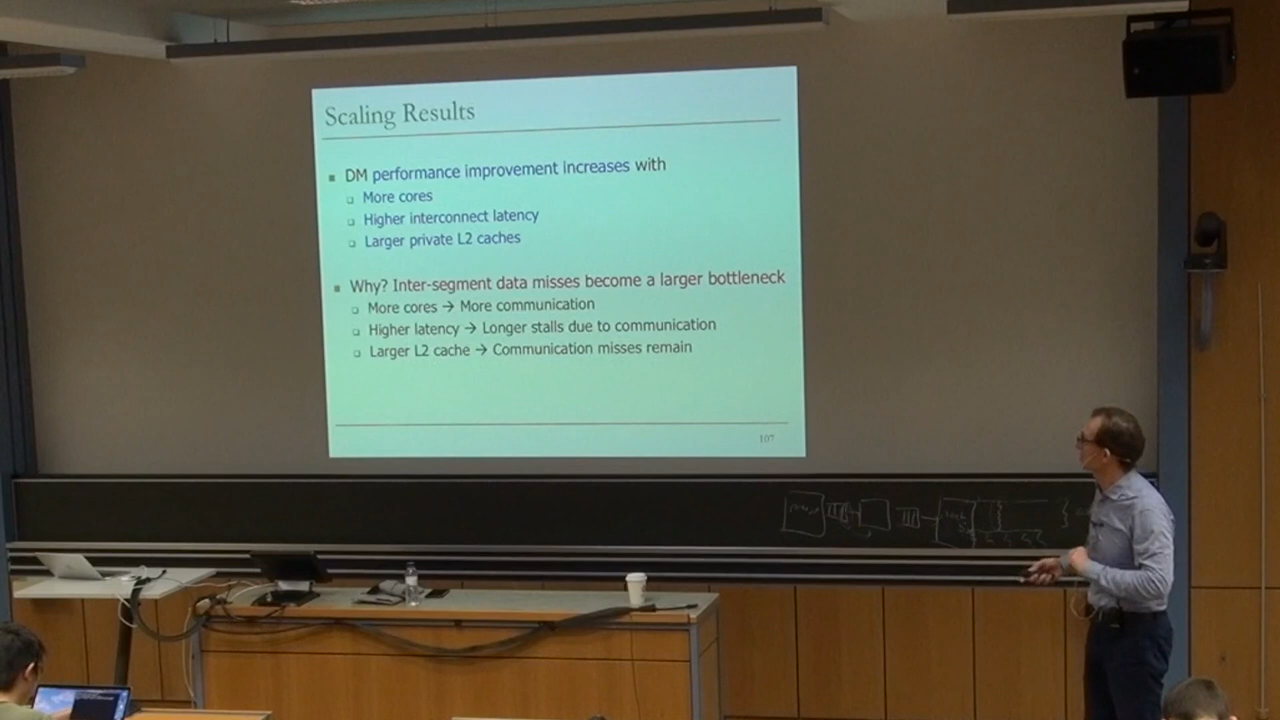 Scaling Results
DM performance improvement increases with
More cores
Higher interconnect latency
Larger private L2 caches
Why? Inter-segment data misses become a larger bottleneck
More cores → More communication
Higher latency → Longer stalls due to communication
Larger L2 cache → Communication misses remain
107